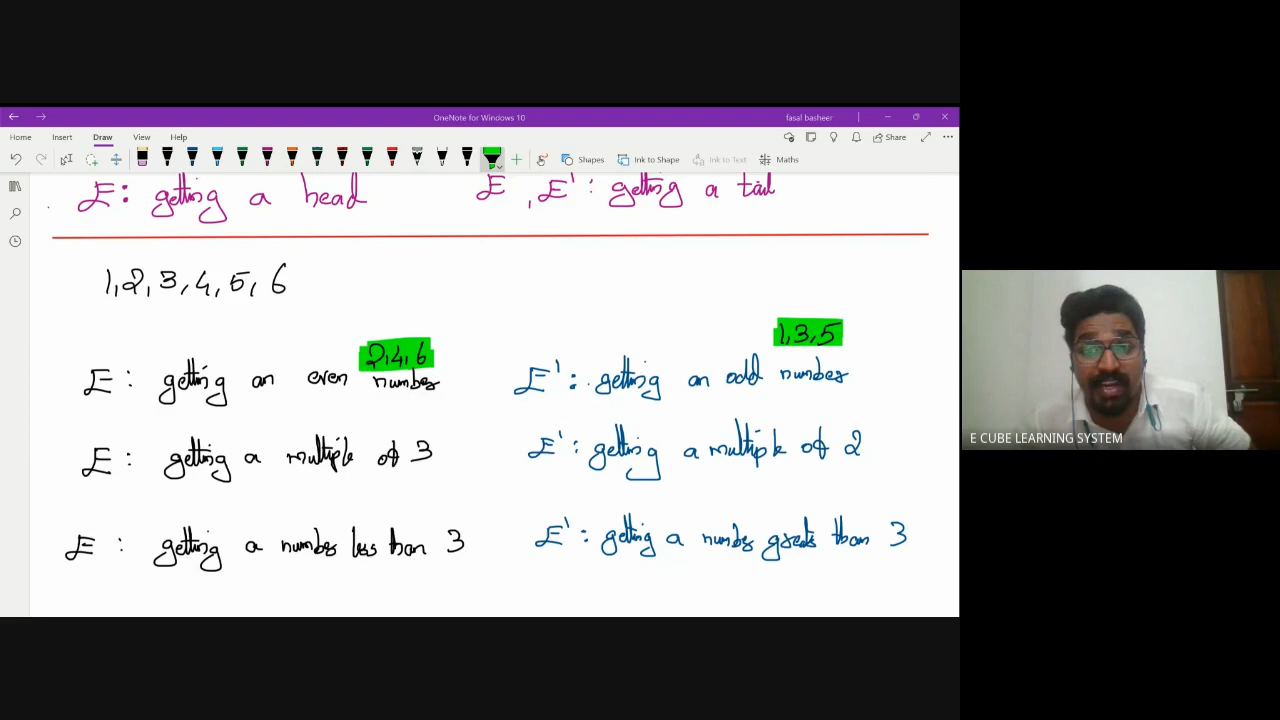 OneNote for Windows 10
fasal basheer
Home Insert Draw View Help
Share
Shapes Ink to Shape Ink to Text Maths
E: getting a head
E , E' : getting a tail
1,2,3,4,5,6
2,4,6
1,3,5
E : getting an even number
E' : getting an odd number
E : getting a multiple of 3
E' : getting a multiple of 2
E : getting a number less than 3
E' : getting a number greater than 3
E CUBE LEARNING SYSTEM